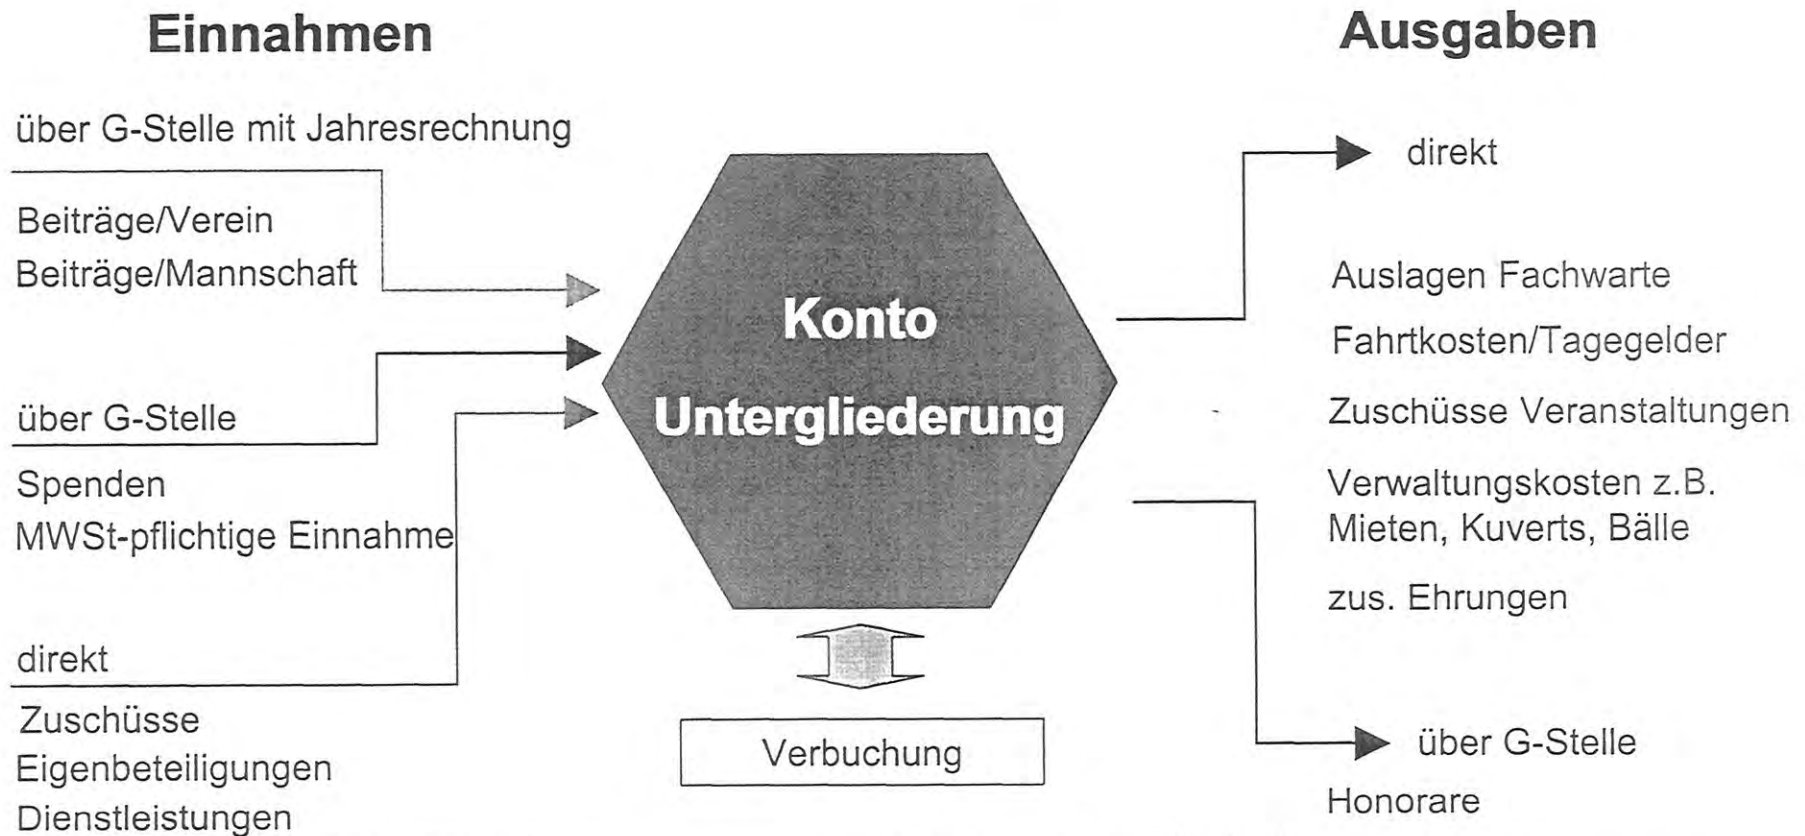 Einnahmen
über G-Stelle mit Jahresrechnung
Beiträge/Verein
Beiträge/Mannschaft
über G-Stelle
Spenden
MWSt-pflichtige Einnahme
direkt
Zuschüsse
Eigenbeteiligungen
Dienstleistungen
Konto
Untergliederung
Verbuchung
Ausgaben
direkt
Auslagen Fachwarte
Fahrtkosten/Tagegelder
Zuschüsse Veranstaltungen
Verwaltungskosten z.B.
Mieten, Kuverts, Bälle
zus. Ehrungen
über G-Stelle
Honorare